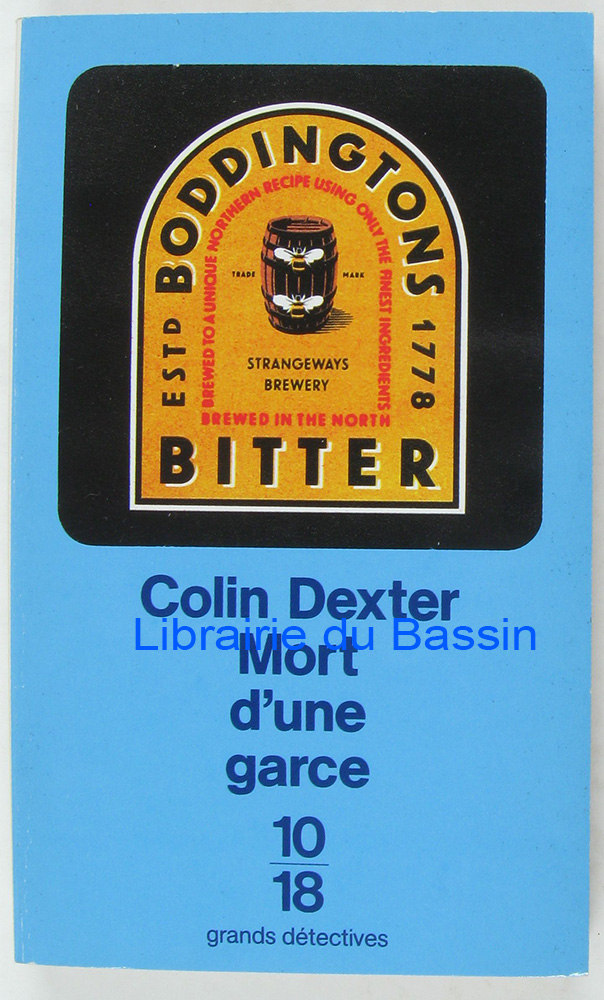 ESTD BODDINGTONS 1778
BREWED TO A UNIQUE NORTHERN RECIPE USING ONLY THE FINEST INGREDIENTS
TRADE MARK
STRANGEWAYS
BREWERY
BREWED IN THE NORTH
BITTER
Colin Dexter
Librairie du Bassin
Mort
d'une
garce
10
18
grands détectives